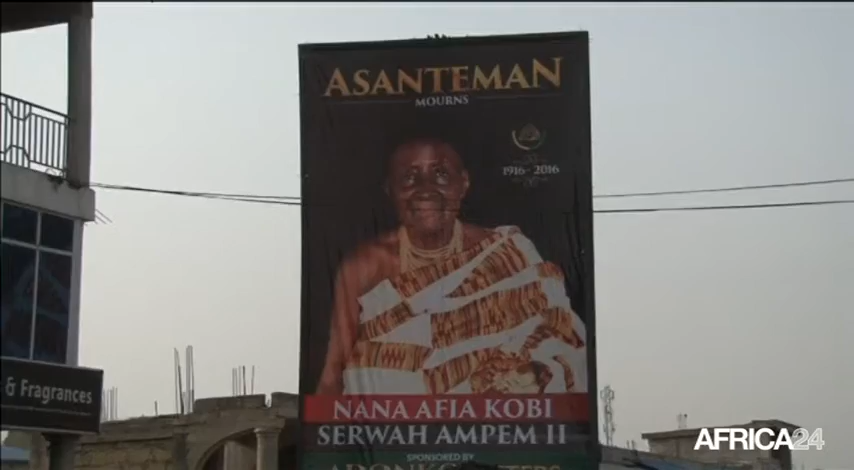 ASANTEMAN
MOURNS
1916-2016
NANA AFIA KOBI
SERWAH AMPEM II
SPONSORED BY
& FRAGRANCES
AFRICA24